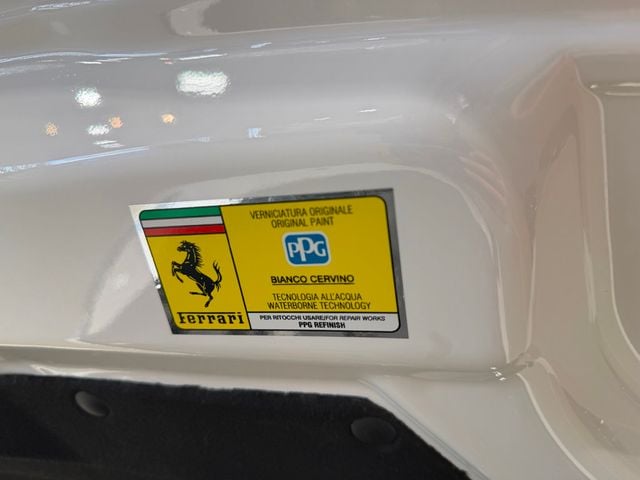 VERNICIATURA ORIGINALE
ORIGINAL PAINT
PPG
BIANCO CERVINO
TECNOLOGIA ALL'ACQUA
WATERBORNE TECHNOLOGY
Ferrari
PER RITOCCHI USARE/FOR REPAIR WORKS
PPG REFINISH